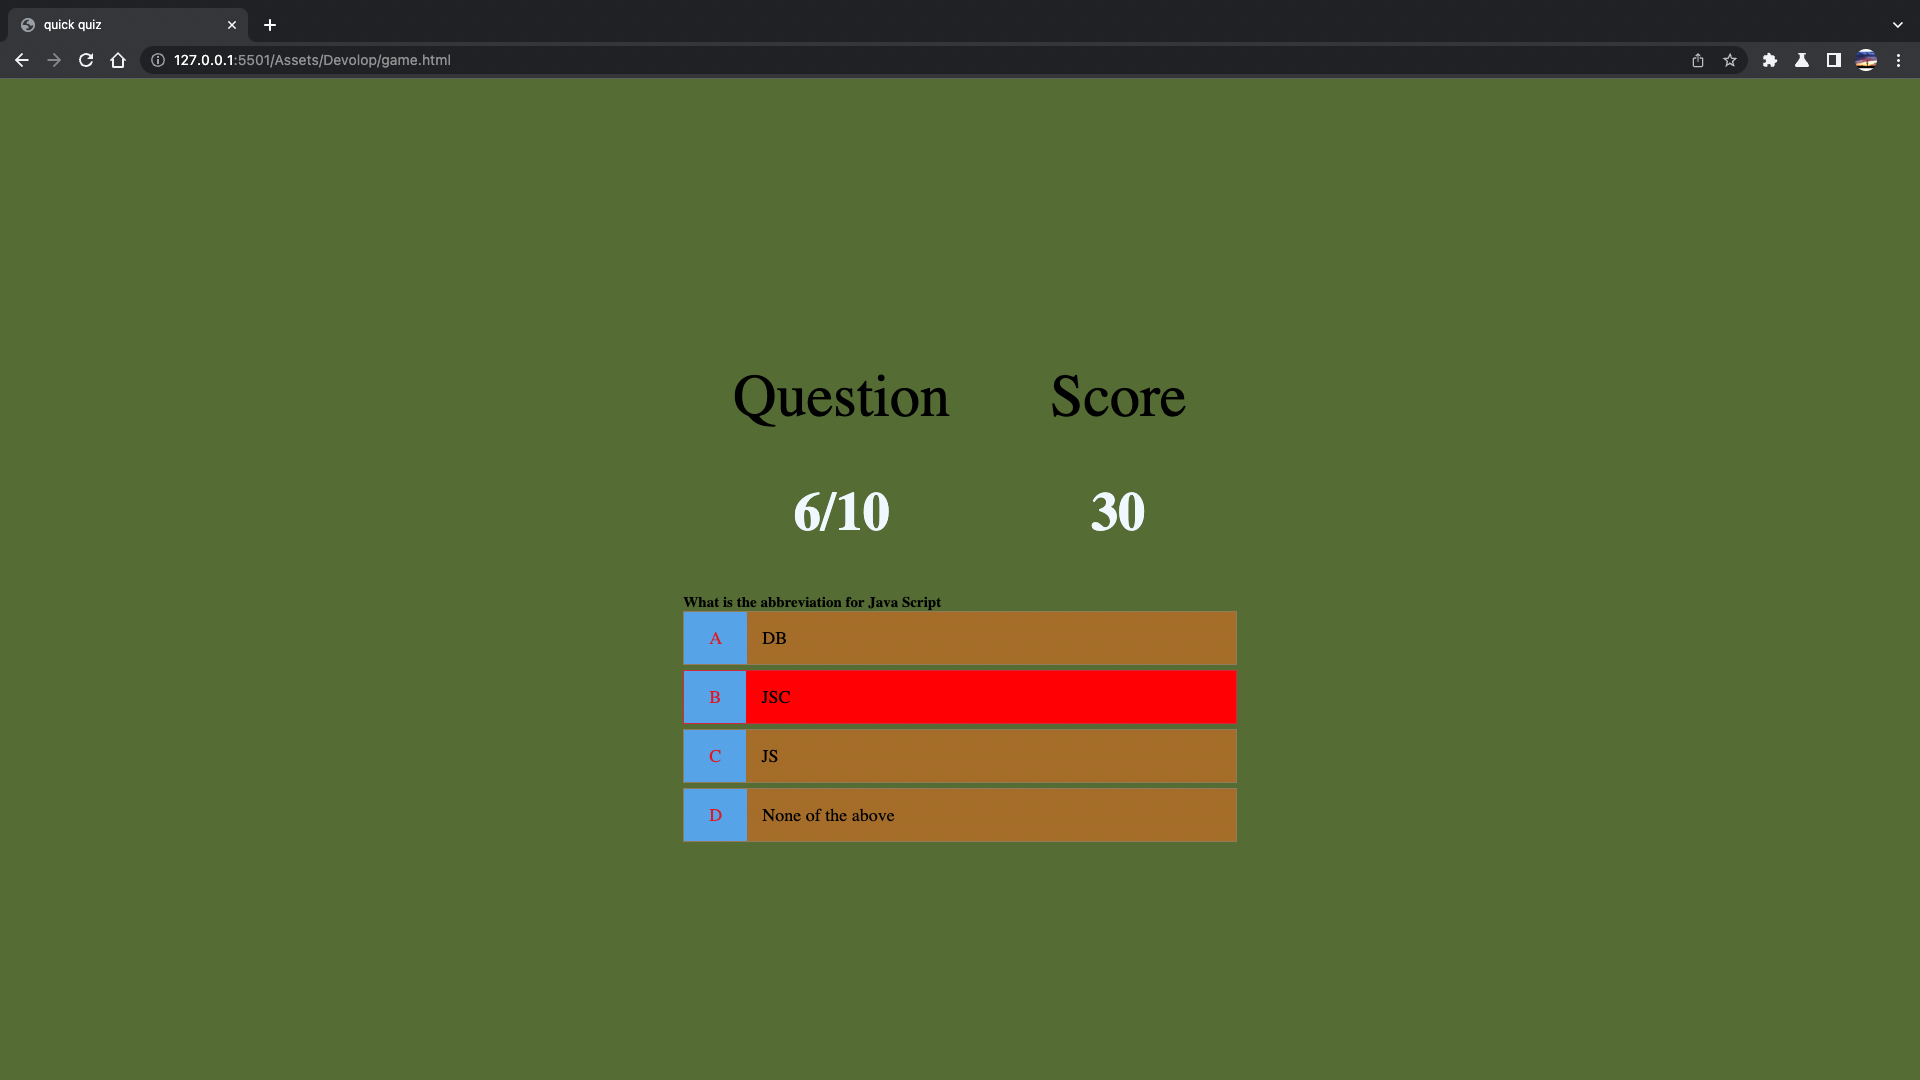 quick quiz
127.0.0.1:5501/Assets/Devolop/game.html
Question Score
6/10 30
What is the abbreviation for Java Script
A DB
B JSC
C JS
D None of the above